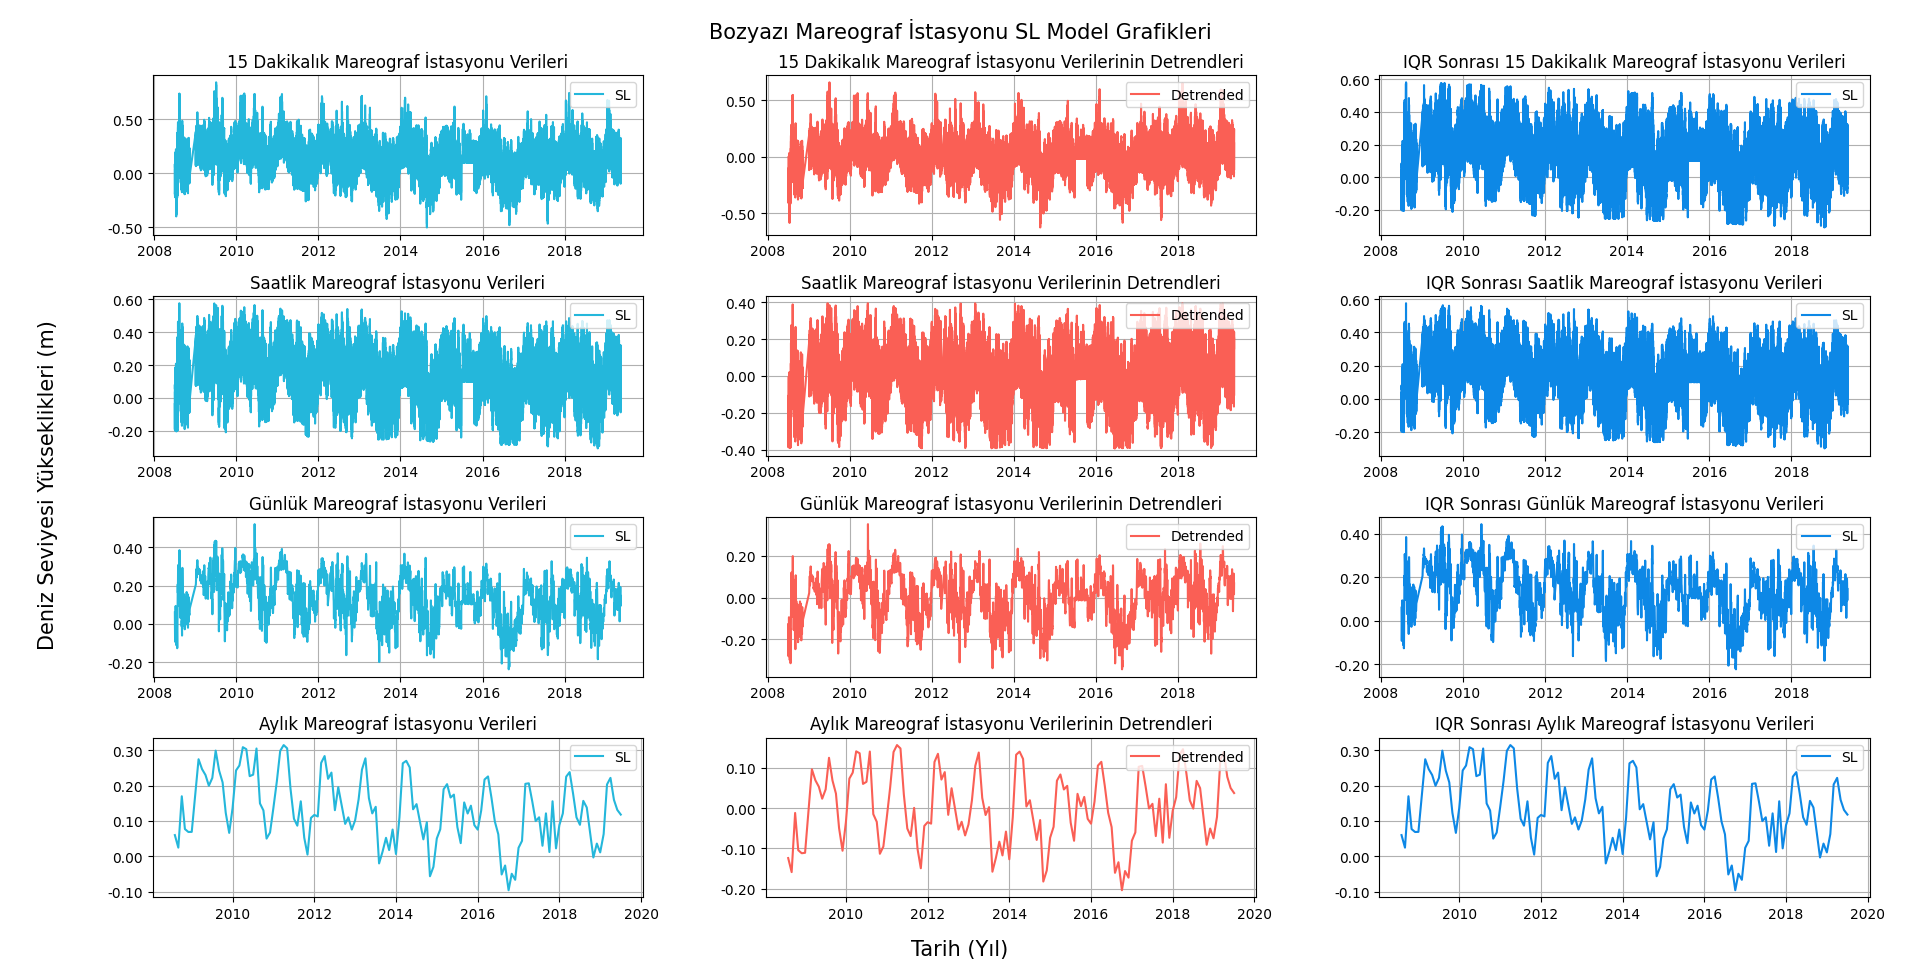 Bozyazı Mareograf İstasyonu SL Model Grafikleri
15 Dakikalık Mareograf İstasyonu Verileri
15 Dakikalık Mareograf İstasyonu Verilerinin Detrendleri
IQR Sonrası 15 Dakikalık Mareograf İstasyonu Verileri
SL
Detrended
SL
0.50
0.00
-0.50
0.50
0.00
-0.50
0.60
0.40
0.20
0.00
-0.20
2008 2010 2012 2014 2016 2018
2008 2010 2012 2014 2016 2018
2008 2010 2012 2014 2016 2018
Saatlik Mareograf İstasyonu Verileri
Saatlik Mareograf İstasyonu Verilerinin Detrendleri
IQR Sonrası Saatlik Mareograf İstasyonu Verileri
SL
Detrended
SL
0.60
0.40
0.20
0.00
-0.20
0.40
0.20
0.00
-0.20
-0.40
0.60
0.40
0.20
0.00
-0.20
2008 2010 2012 2014 2016 2018
2008 2010 2012 2014 2016 2018
2008 2010 2012 2014 2016 2018
Deniz Seviyesi Yükseklikleri (m)
Günlük Mareograf İstasyonu Verileri
Günlük Mareograf İstasyonu Verilerinin Detrendleri
IQR Sonrası Günlük Mareograf İstasyonu Verileri
SL
Detrended
SL
0.40
0.20
0.00
-0.20
0.20
0.00
-0.20
0.40
0.20
0.00
-0.20
2008 2010 2012 2014 2016 2018
2008 2010 2012 2014 2016 2018
2008 2010 2012 2014 2016 2018
Aylık Mareograf İstasyonu Verileri
Aylık Mareograf İstasyonu Verilerinin Detrendleri
IQR Sonrası Aylık Mareograf İstasyonu Verileri
SL
Detrended
SL
0.30
0.20
0.10
0.00
-0.10
0.10
0.00
-0.10
-0.20
0.30
0.20
0.10
0.00
-0.10
2010 2012 2014 2016 2018 2020
2010 2012 2014 2016 2018 2020
2010 2012 2014 2016 2018 2020
Tarih (Yıl)